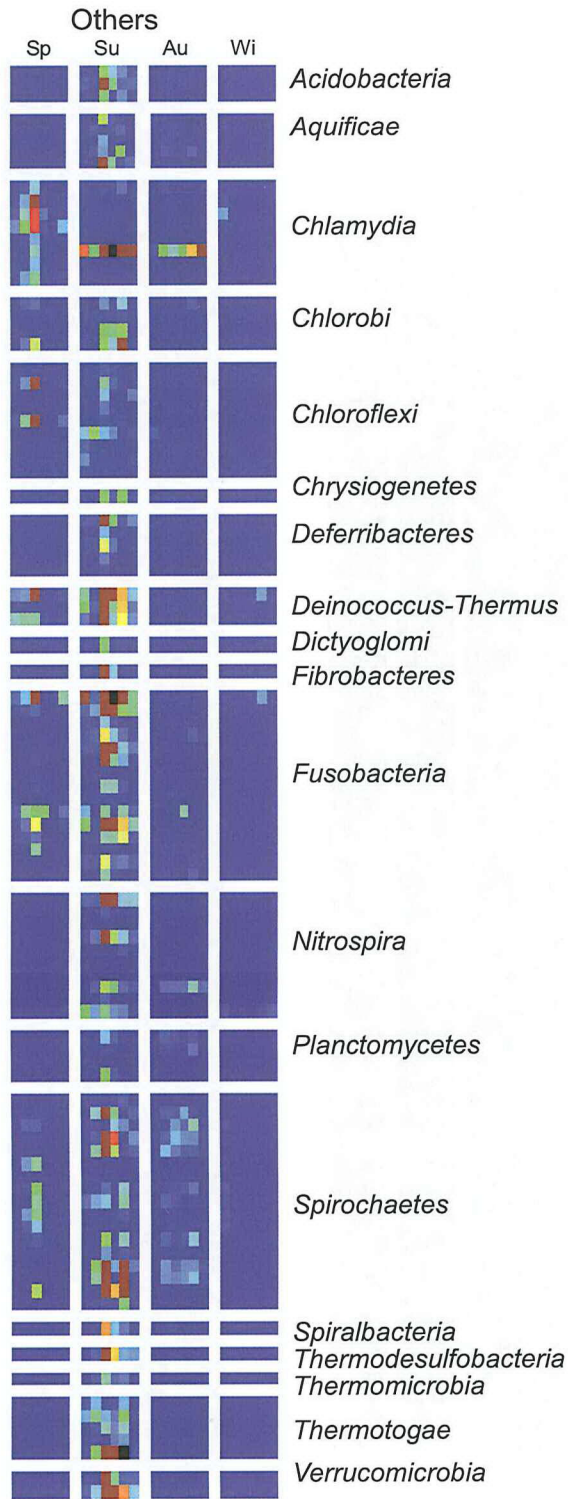 Others
Sp Su Au Wi
Acidobacteria
Aquificae
Chlamydia
Chlorobi
Chloroflexi
Chrysiogenetes
Deferribacteres
Deinococcus-Thermus
Dictyoglomi
Fibrobacteres
Fusobacteria
Nitrospira
Planctomycetes
Spirochaetes
Spiralbacteria
Thermodesulfobacteria
Thermomicrobia
Thermotogae
Verrucomicrobia